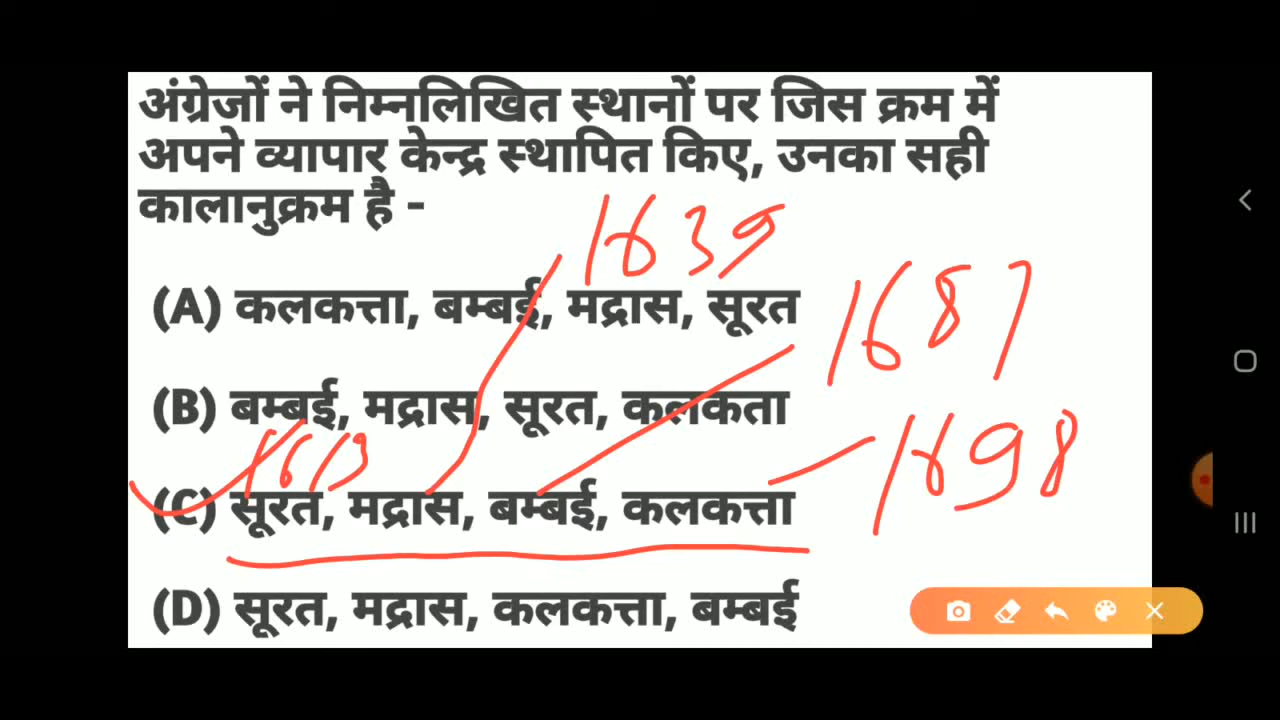 अंग्रेजों ने निम्नलिखित स्थानों पर जिस क्रम में
अपने व्यापार केन्द्र स्थापित किए, उनका सही
कालानुक्रम है -
1639
(A) कलकत्ता, बम्बई, मद्रास, सूरत
1687
(B) बम्बई, मद्रास, सूरत, कलकता
1613
1698
(C) सूरत, मद्रास, बम्बई, कलकत्ता
(D) सूरत, मद्रास, कलकत्ता, बम्बई